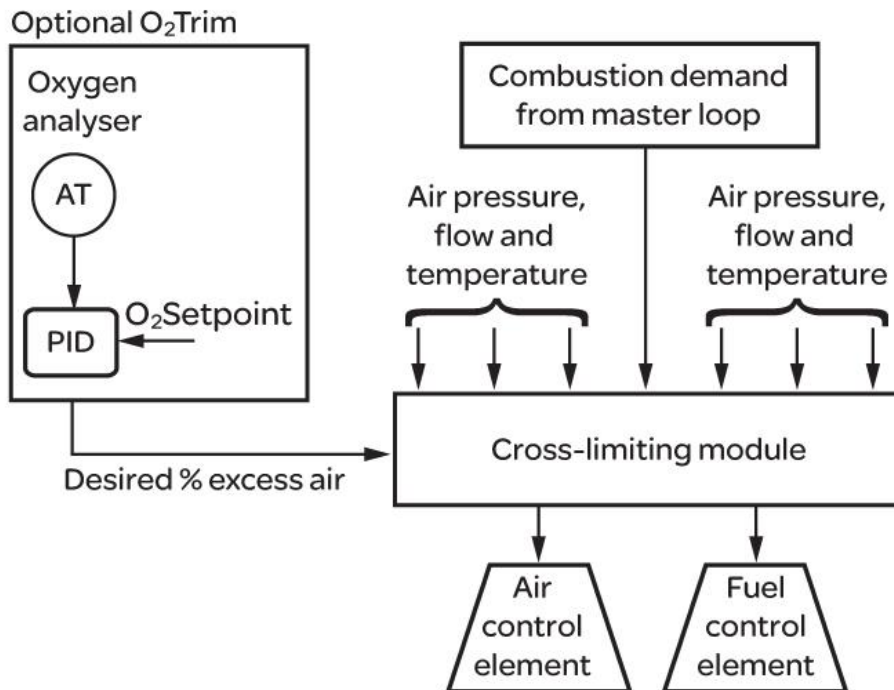 Optional O₂Trim
Oxygen
analyser
AT
PID
O₂Setpoint
Desired % excess air
Combustion demand
from master loop
Air pressure,
flow and
temperature
Air pressure,
flow and
temperature
Cross-limiting module
Air
control
element
Fuel
control
element